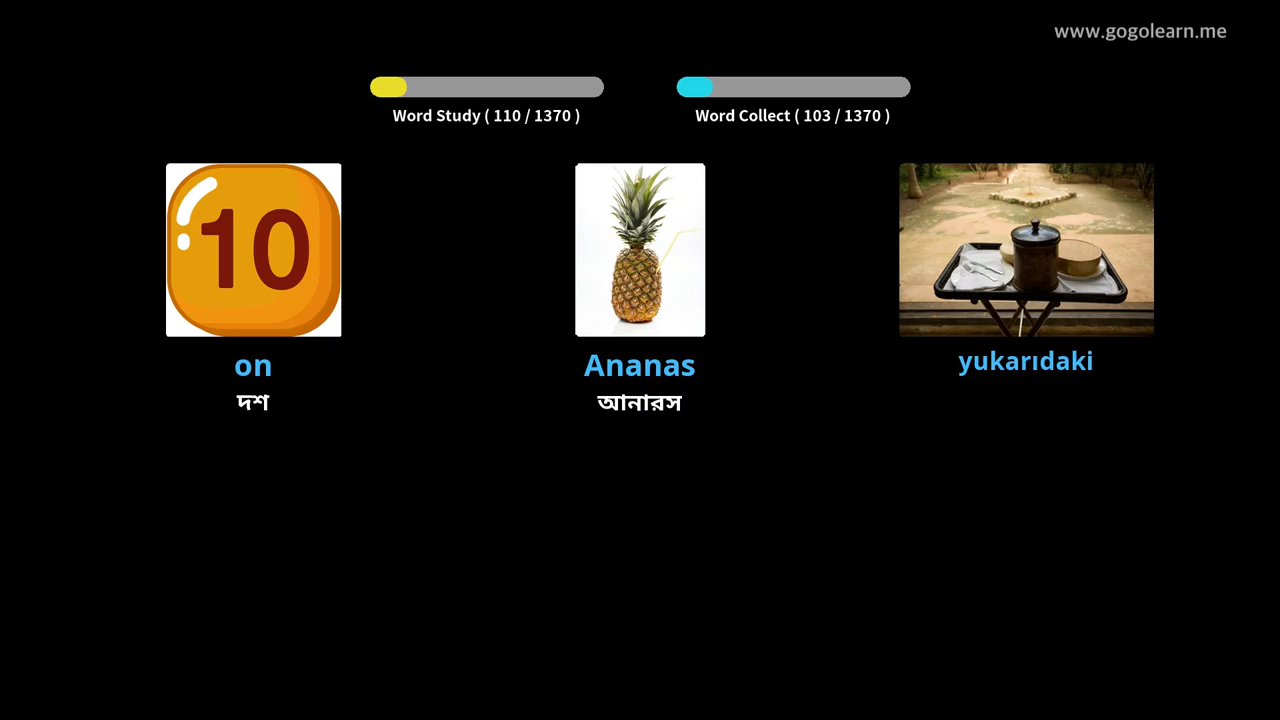 www.gogolearn.me
Word Study ( 110 / 1370 )
Word Collect ( 103 / 1370 )
10
on
Ananas
yukarıdaki
দশ
আনারস